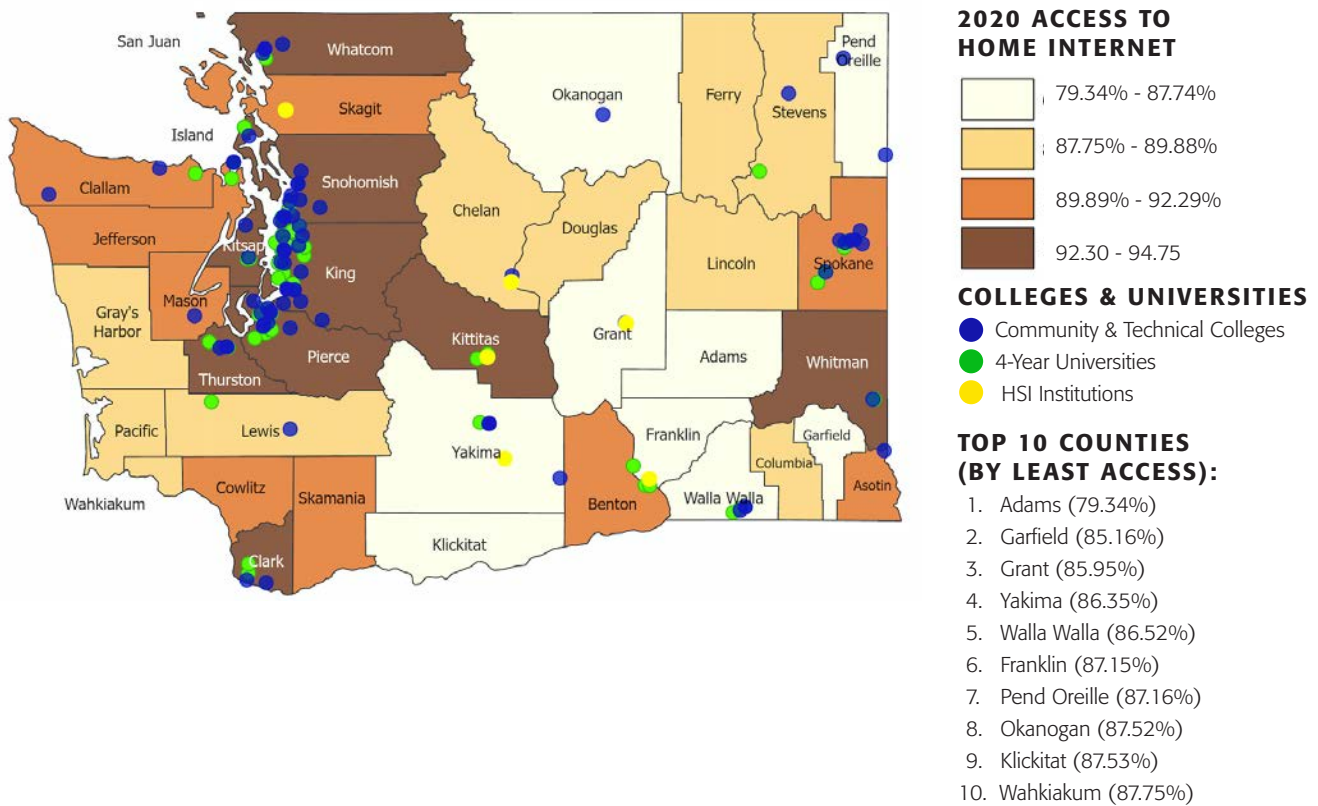 San Juan
Whatcom
Skagit
Island
Okanogan
Ferry
Stevens
Pend
Oreille
Clallam
Snohomish
Chelan
Jefferson
Kitsap
Douglas
King
Lincoln
Spokane
Gray's
Harbor
Mason
Grant
Kittitas
Adams
Whitman
Pierce
Thurston
Pacific
Lewis
Yakima
Franklin
Garfield
Columbia
Wahkiakum
Cowlitz
Skamania
Benton
Walla Walla
Asotin
Clark
Klickitat
2020 ACCESS TO
HOME INTERNET
79.34% - 87.74%
87.75% - 89.88%
89.89% - 92.29%
92.30 - 94.75
COLLEGES & UNIVERSITIES
Community & Technical Colleges
4-Year Universities
HSI Institutions
TOP 10 COUNTIES
(BY LEAST ACCESS):
1. Adams (79.34%)
2. Garfield (85.16%)
3. Grant (85.95%)
4. Yakima (86.35%)
5. Walla Walla (86.52%)
6. Franklin (87.15%)
7. Pend Oreille (87.16%)
8. Okanogan (87.52%)
9. Klickitat (87.53%)
10. Wahkiakum (87.75%)